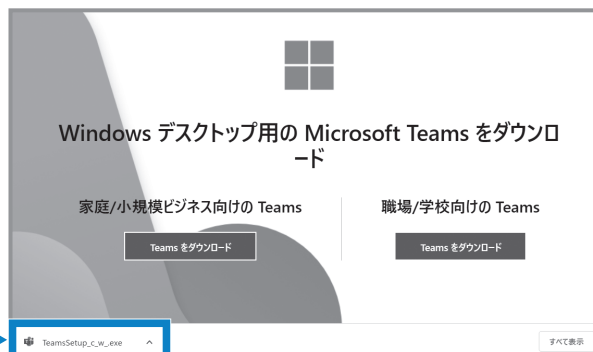 Windows デスクトップ用の Microsoft Teams をダウンロ
ード
家庭/小規模ビジネス向けの Teams
職場/学校向けの Teams
Teams をダウンロード
Teams をダウンロード
TeamsSetup_c_w_.exe
すべて表示